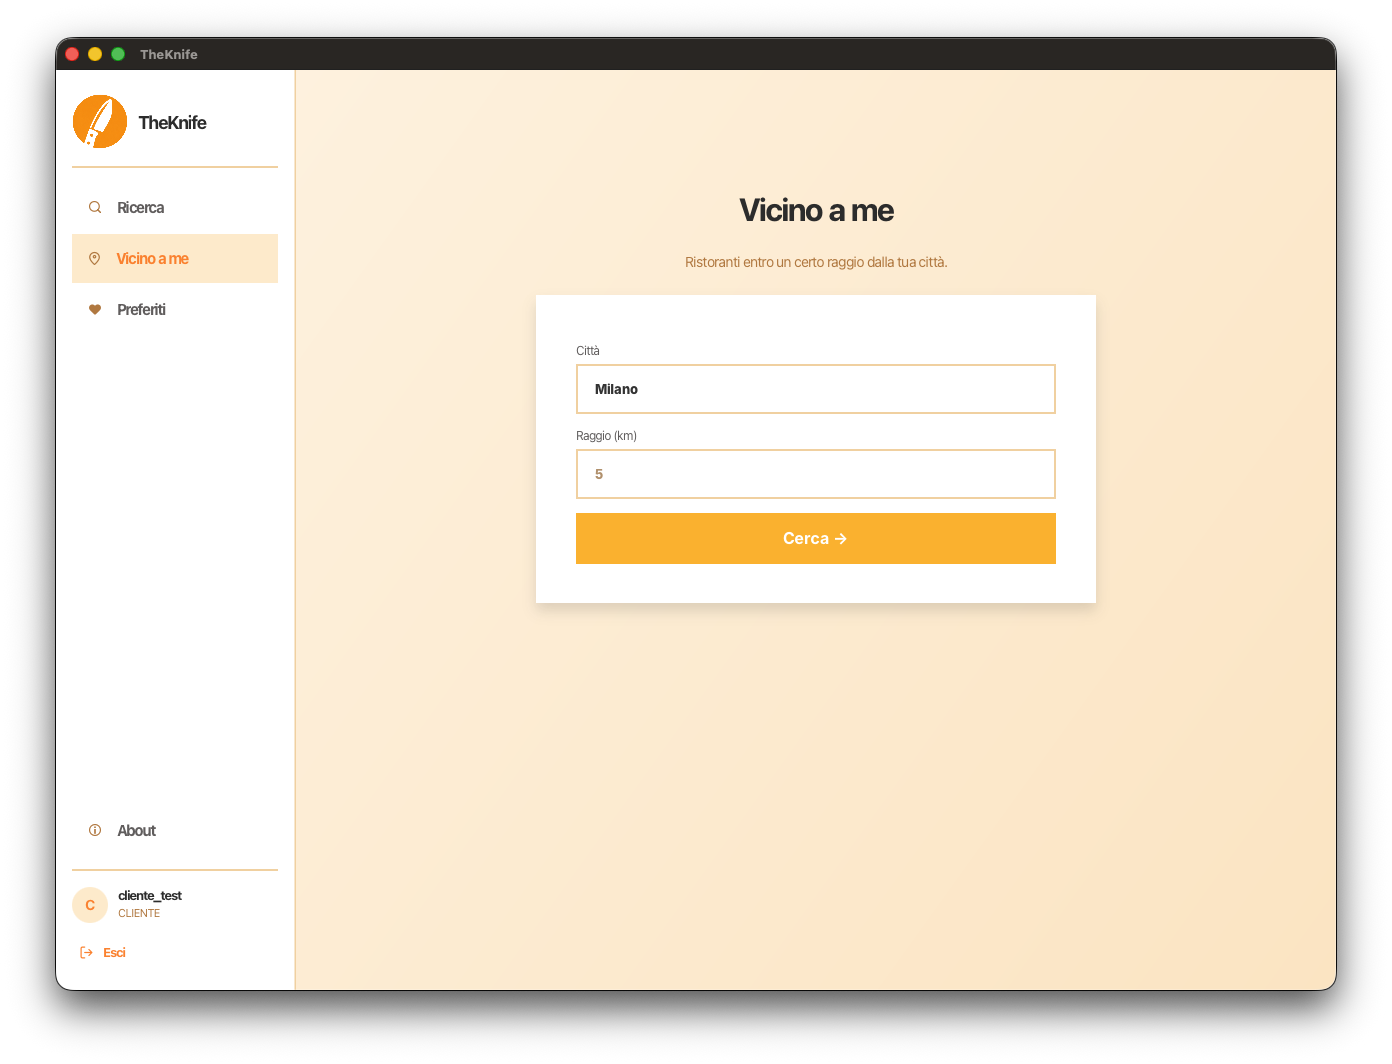 TheKnife
TheKnife
Ricerca
Vicino a me
Preferiti
About
cliente_test
C
CLIENTE
Esci
Vicino a me
Ristoranti entro un certo raggio dalla tua città.
Città
Milano
Raggio (km)
5
Cerca →